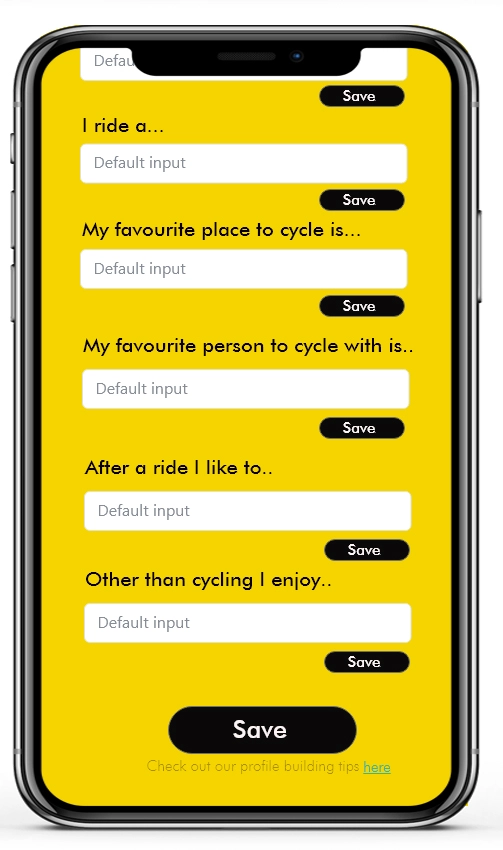 Defau
Save
I ride a...
Default input
Save
My favourite place to cycle is...
Default input
Save
My favourite person to cycle with is..
Default input
Save
After a ride I like to..
Default input
Save
Other than cycling I enjoy..
Default input
Save
Save
Check out our profile building tips here